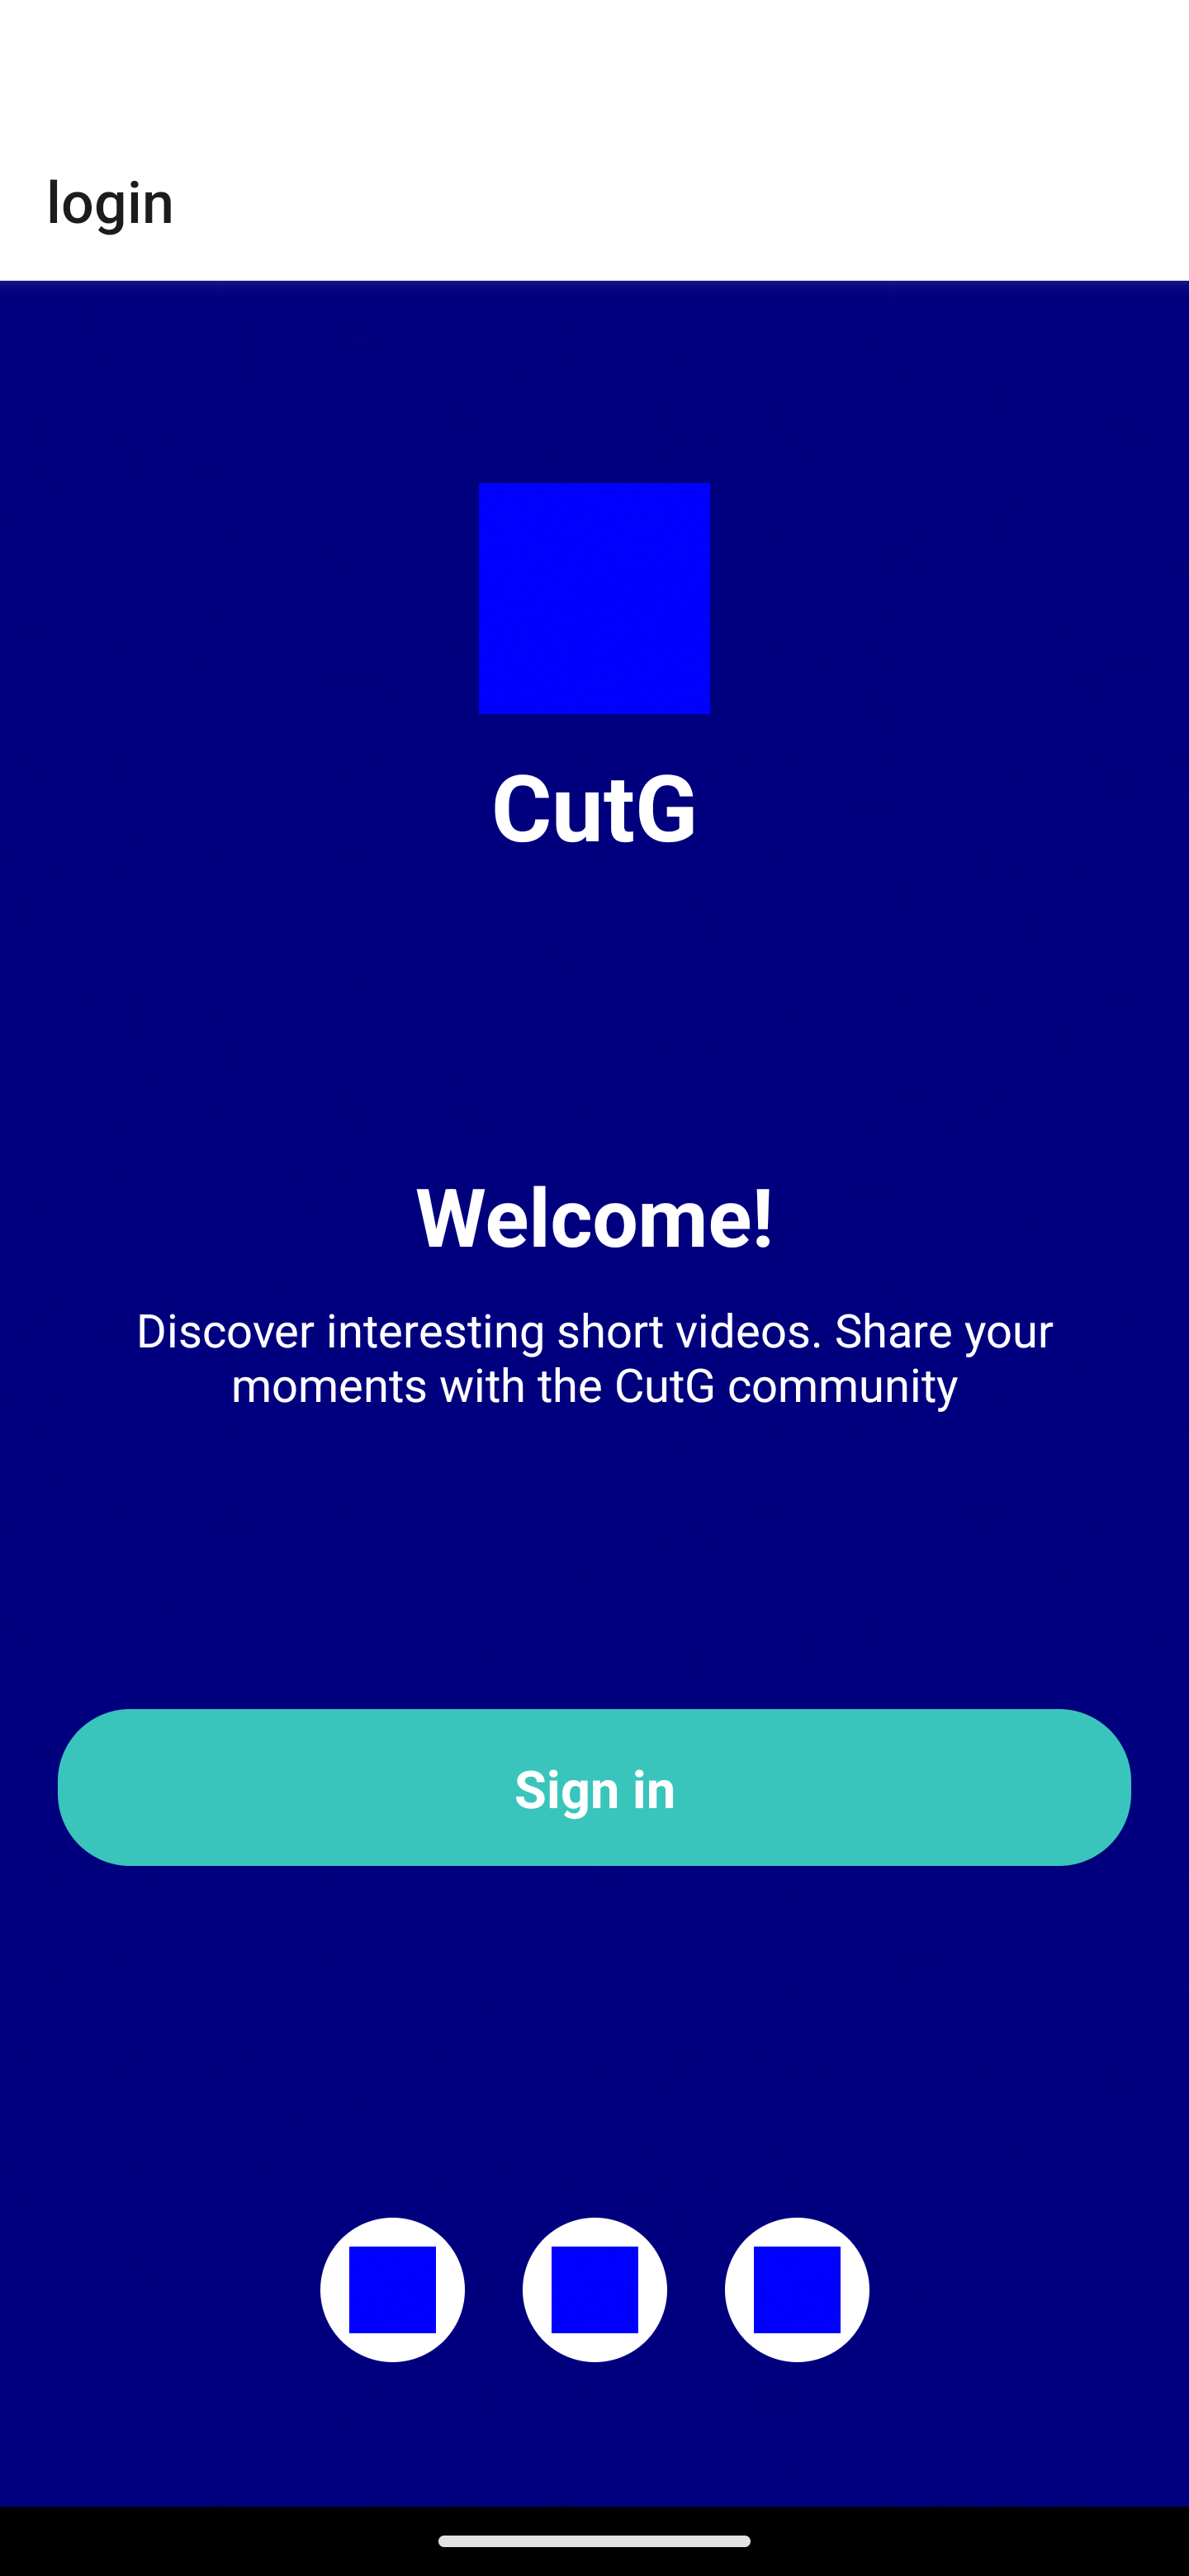 login
CutG
Welcome!
Discover interesting short videos. Share your
moments with the CutG community
Sign in